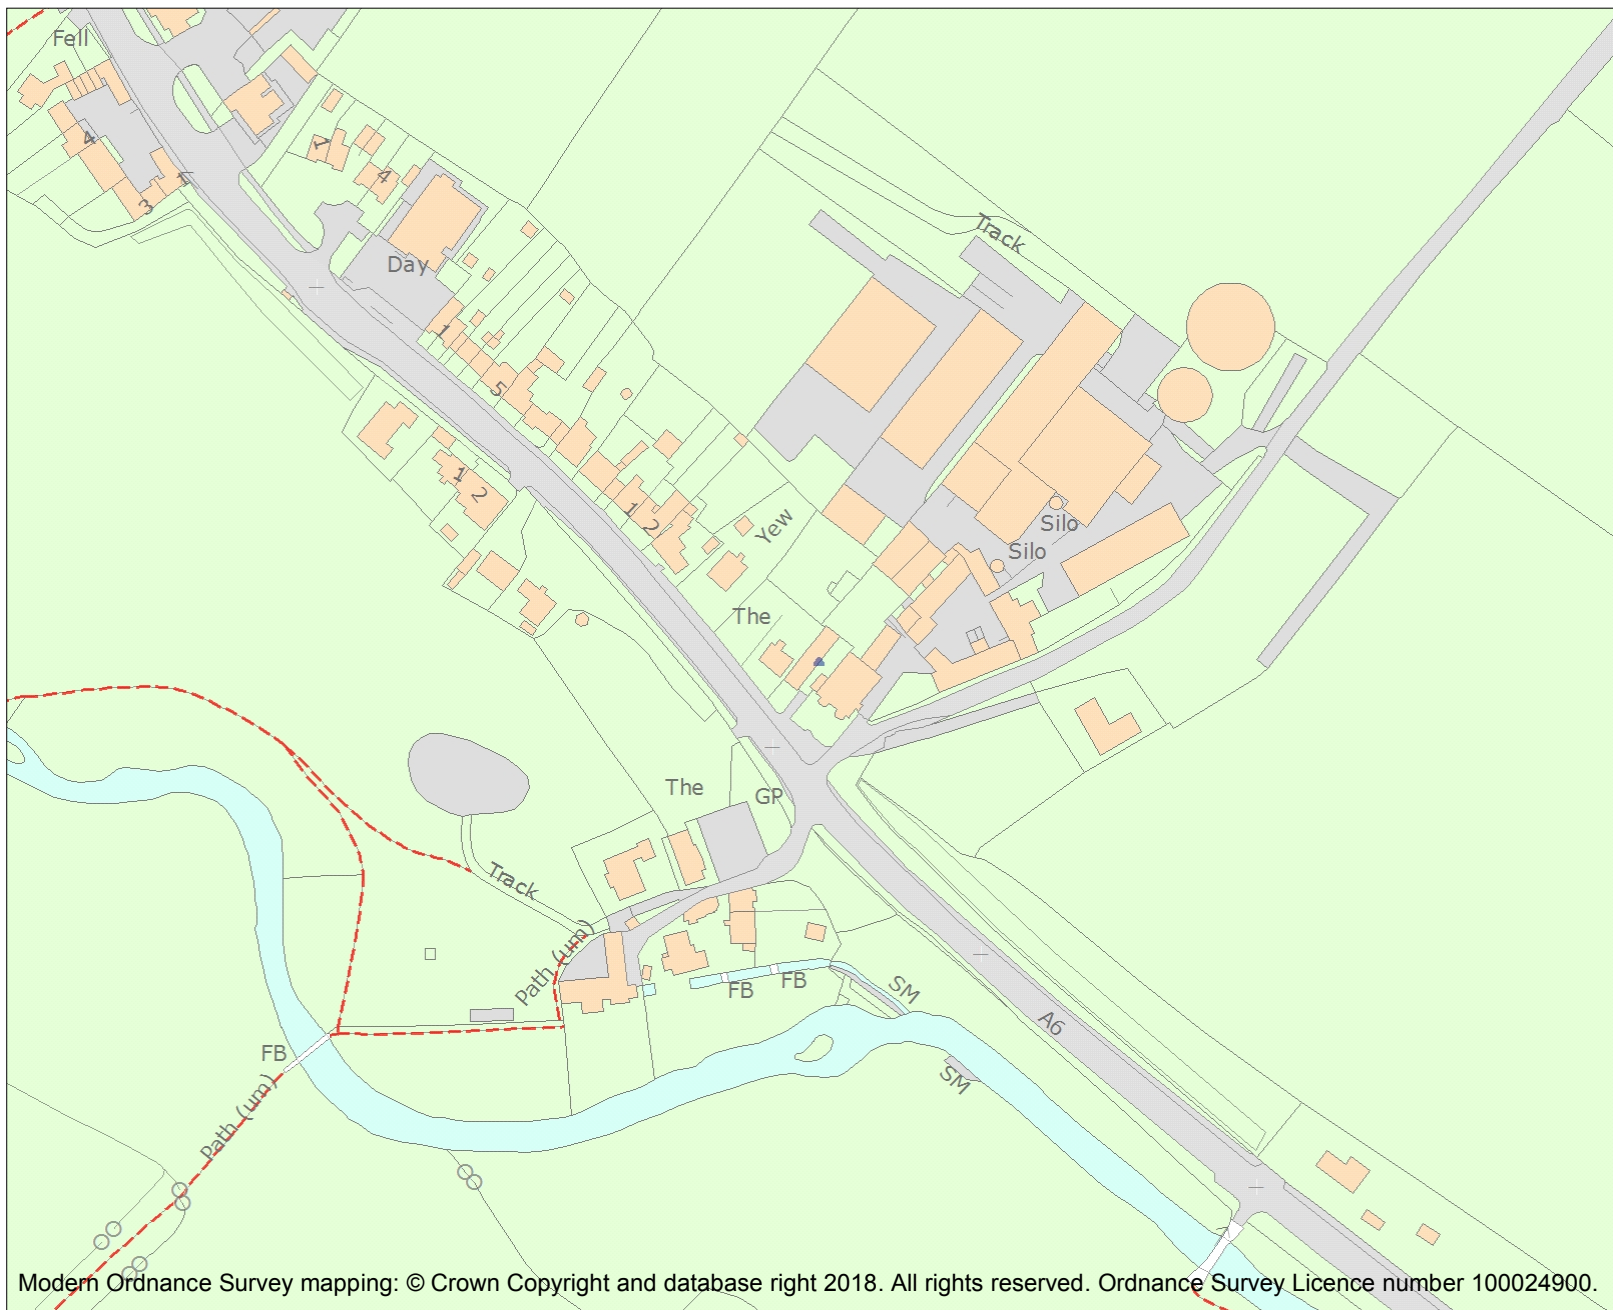 Fell
4
1
3
1
4
Day
Track
1
5
1 2
1 2
Yew
Silo
Silo
The
The
GP
Track
Path (um)
FB
FB
SM
A6
FB
SM
Path (um)
Modern Ordnance Survey mapping: © Crown Copyright and database right 2018. All rights reserved. Ordnance Survey Licence number 100024900.